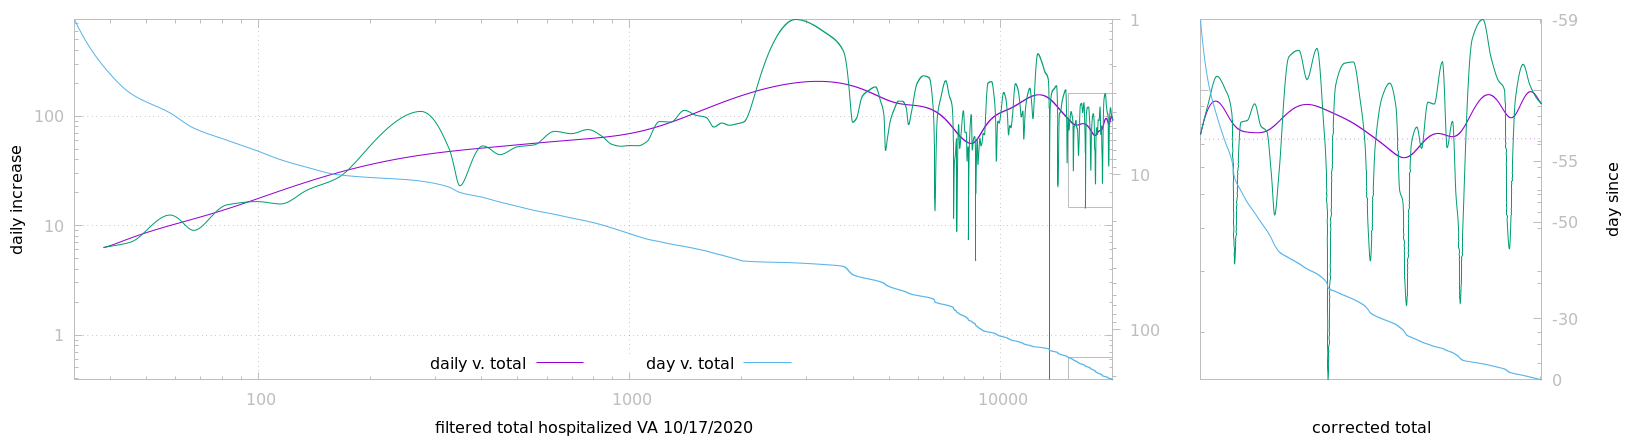 daily increase
100
10
1
daily v. total
day v. total
100
1000
10000
filtered total hospitalized VA 10/17/2020
1
10
100
-59
-55
-50
-30
0
day since
corrected total